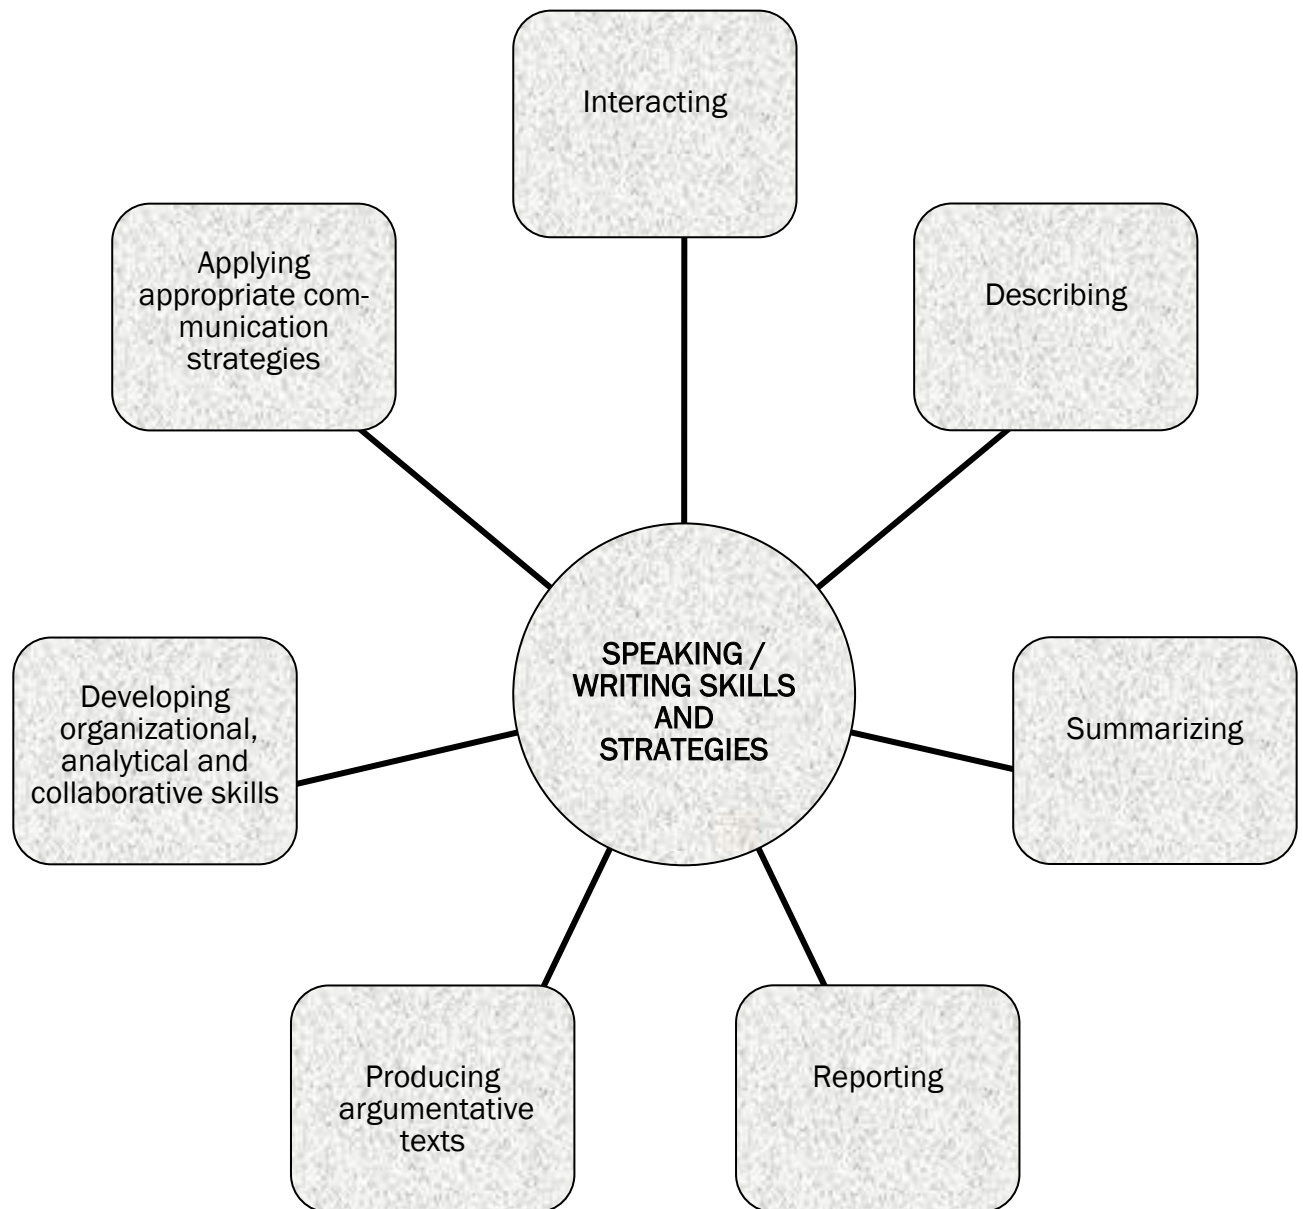 Interacting
Applying
appropriate com-
munication
strategies
Describing
SPEAKING /
WRITING SKILLS
AND
STRATEGIES
Developing
organizational,
analytical and
collaborative skills
Summarizing
Producing
argumentative
texts
Reporting